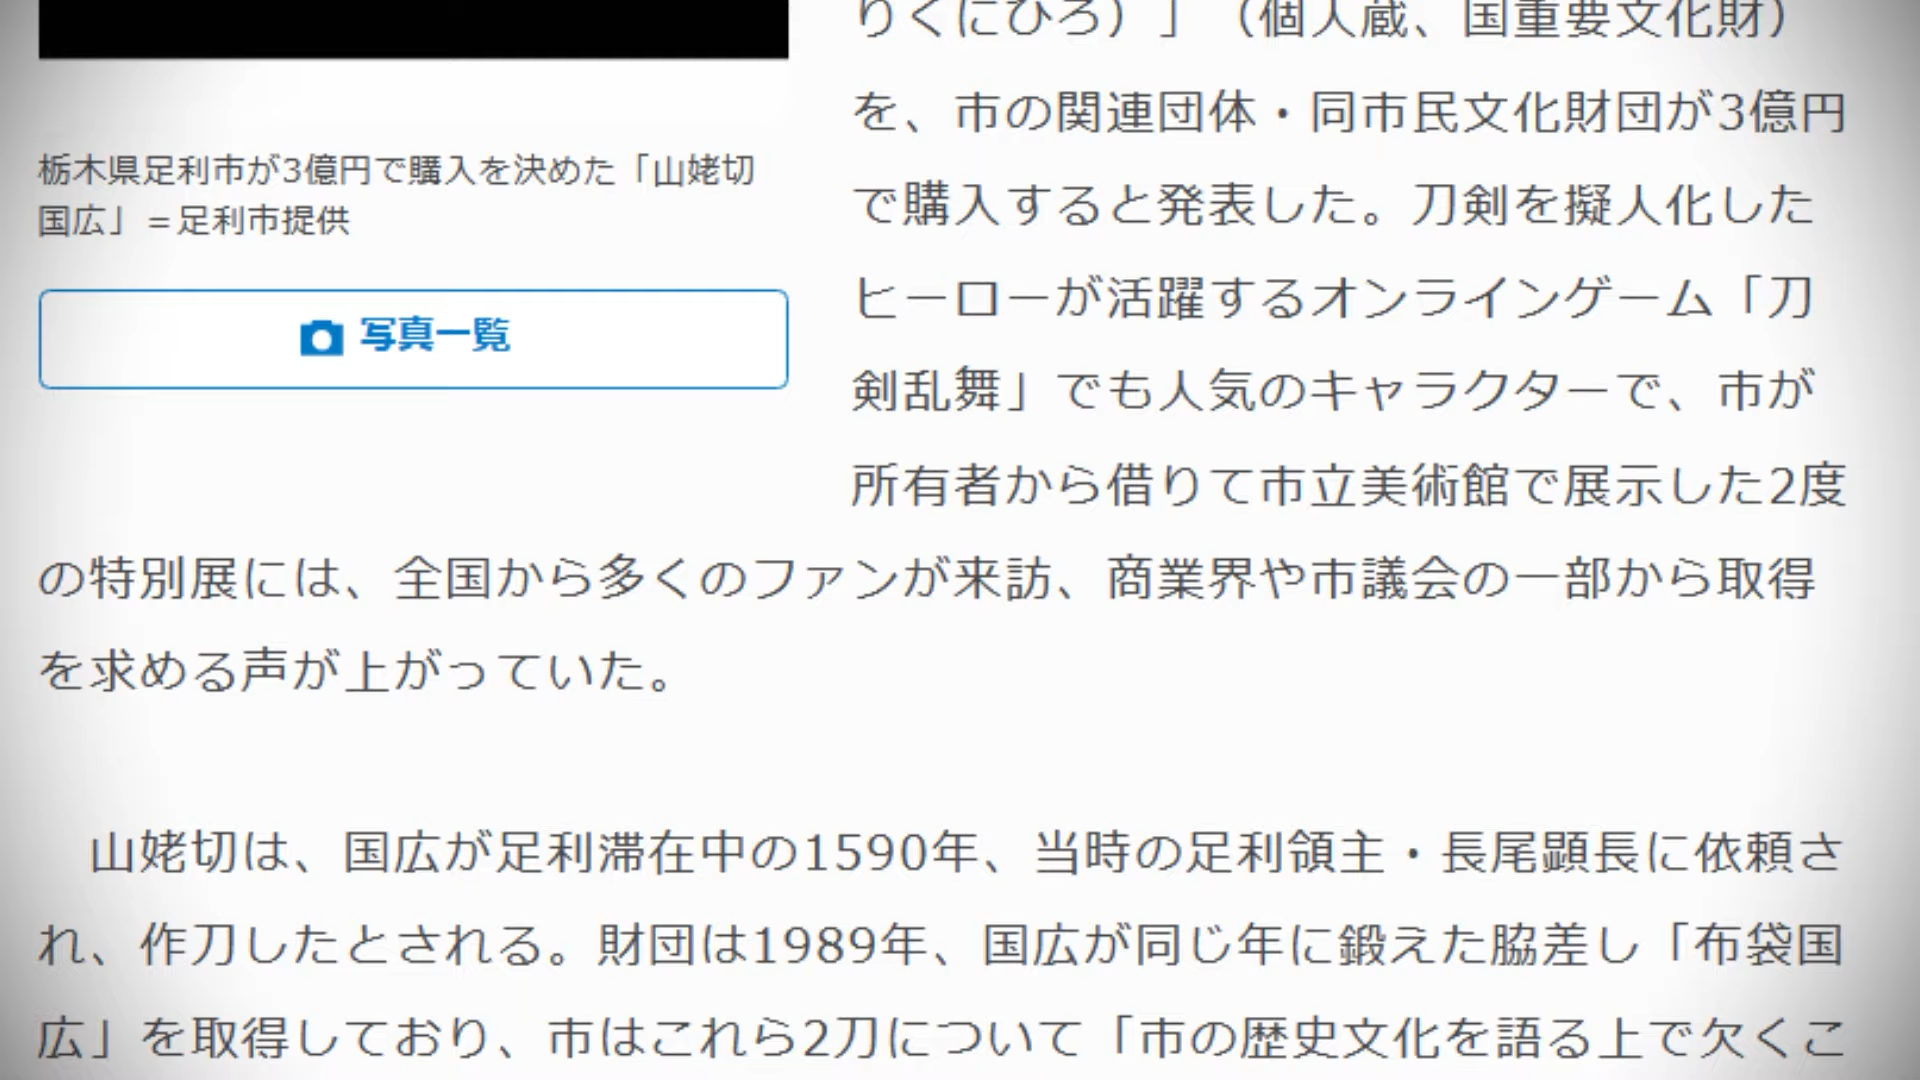 栃木県足利市が3億円で購入を決めた「山姥切
国広」＝足利市提供
写真一覧
りくにひろ）」（個人蔵、国重要文化財）
を、市の関連団体・同市民文化財団が3億円
で購入すると発表した。刀剣を擬人化した
ヒーローが活躍するオンラインゲーム「刀
剣乱舞」でも人気のキャラクターで、市が
所有者から借りて市立美術館で展示した2度
の特別展には、全国から多くのファンが来訪、商業界や市議会の一部から取得
を求める声が上がっていた。
山姥切は、国広が足利滞在中の1590年、当時の足利領主・長尾顕長に依頼さ
れ、作刀したとされる。財団は1989年、国広が同じ年に鍛えた脇差し「布袋国
広」を取得しており、市はこれら2刀について「市の歴史文化を語る上で欠くこ